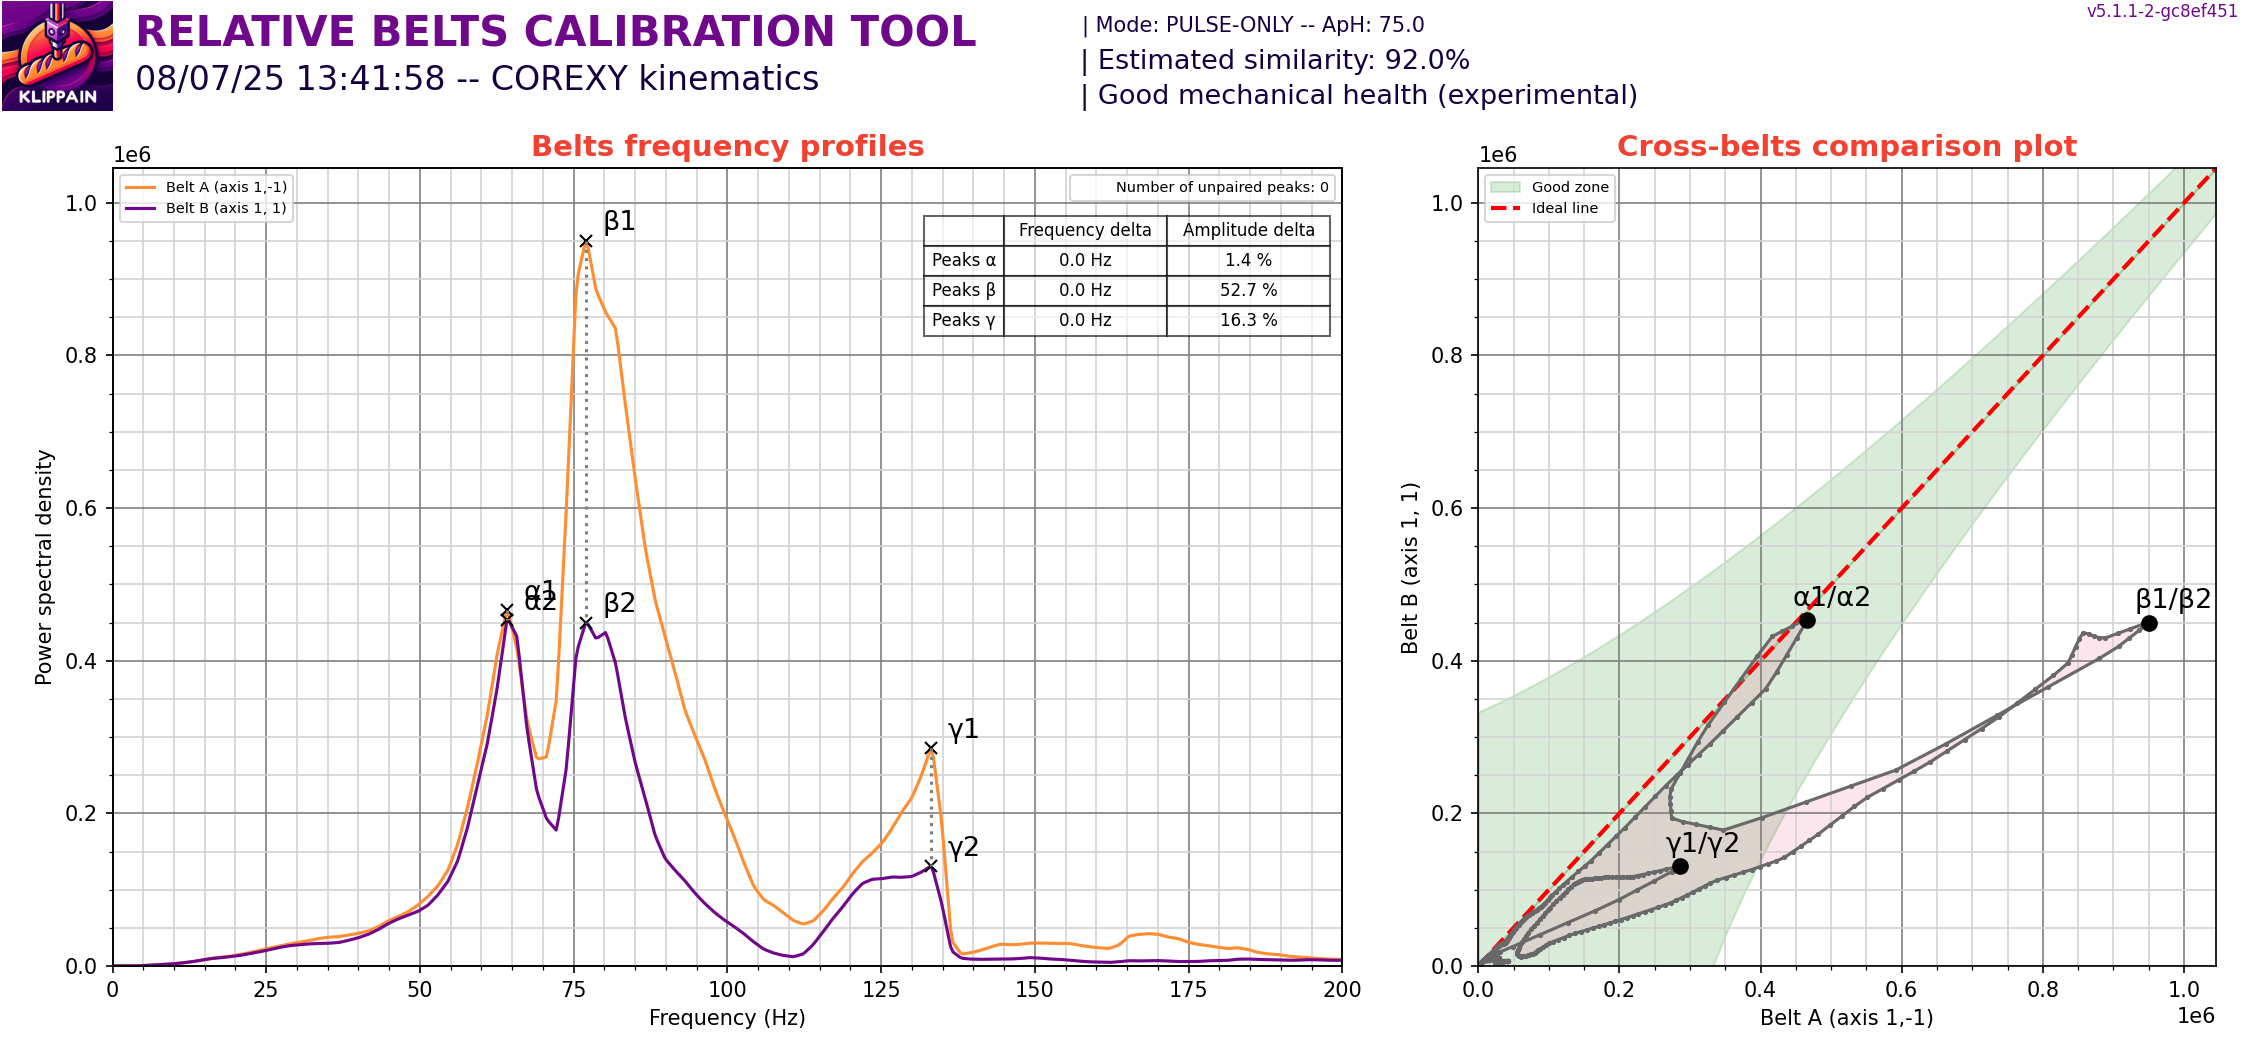 KLIPPAIN
RELATIVE BELTS CALIBRATION TOOL
08/07/25 13:41:58 -- COREXY kinematics
| Mode: PULSE-ONLY -- ApH: 75.0
| Estimated similarity: 92.0%
| Good mechanical health (experimental)
v5.1.1-2-gc8ef451
Belts frequency profiles
1e6
Belt A (axis 1,-1)
Belt B (axis 1, 1)
Number of unpaired peaks: 0
Frequency delta Amplitude delta
Peaks α 0.0 Hz 1.4 %
Peaks β 0.0 Hz 52.7 %
Peaks γ 0.0 Hz 16.3 %
β1
α1
α2
β2
γ1
γ2
1.0
0.8
0.6
0.4
0.2
0.0
Power spectral density
0 25 50 75 100 125 150 175 200
Frequency (Hz)
Cross-belts comparison plot
1e6
Good zone
Ideal line
α1/α2
β1/β2
γ1/γ2
1.0
0.8
0.6
0.4
0.2
0.0
Belt B (axis 1, 1)
0.0 0.2 0.4 0.6 0.8 1.0
Belt A (axis 1,-1)
1e6